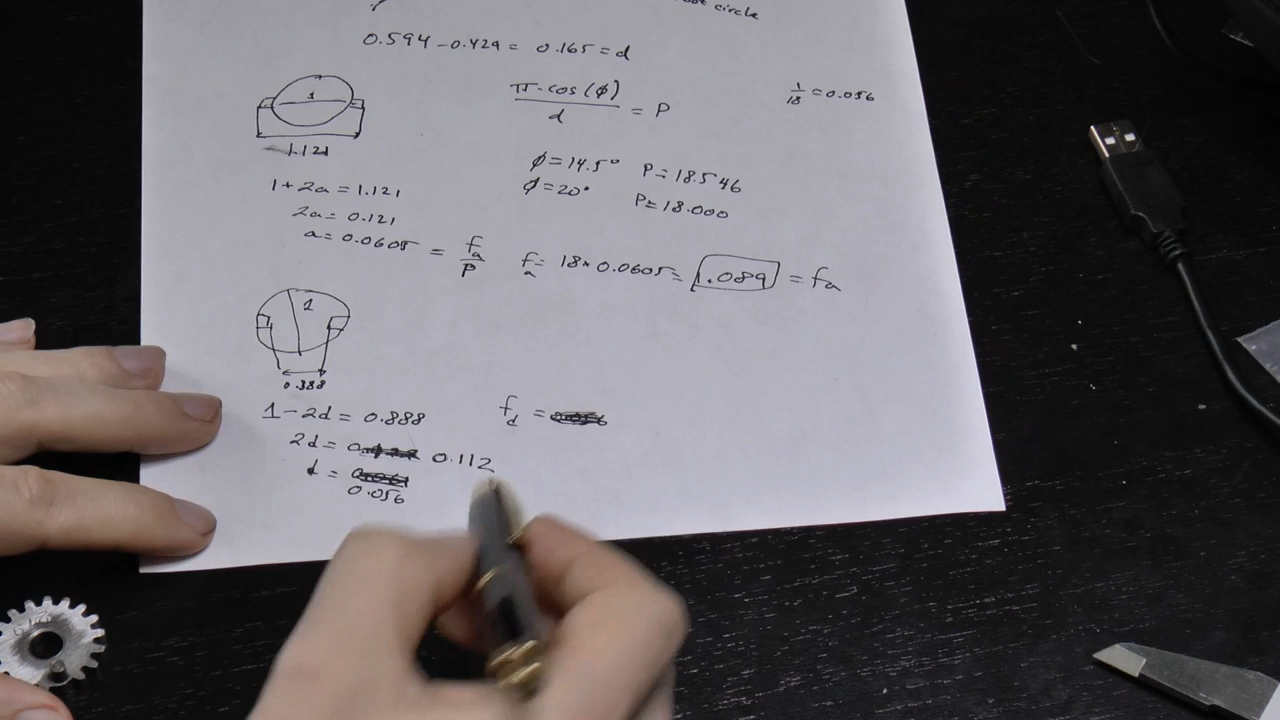 circle
0.594-0.429= 0.165=d
1
π·cos(φ)/d = P
1/18=0.056
1.121
φ=14.5° P=18.546
φ=20° P=18.000
1+2a=1.121
2a=0.121
a=0.0605 = fa/P
fa= 18*0.0605= 1.089 = fa
1
0.388
1-2d= 0.888
fd =
2d= 0.112
d =
0.056